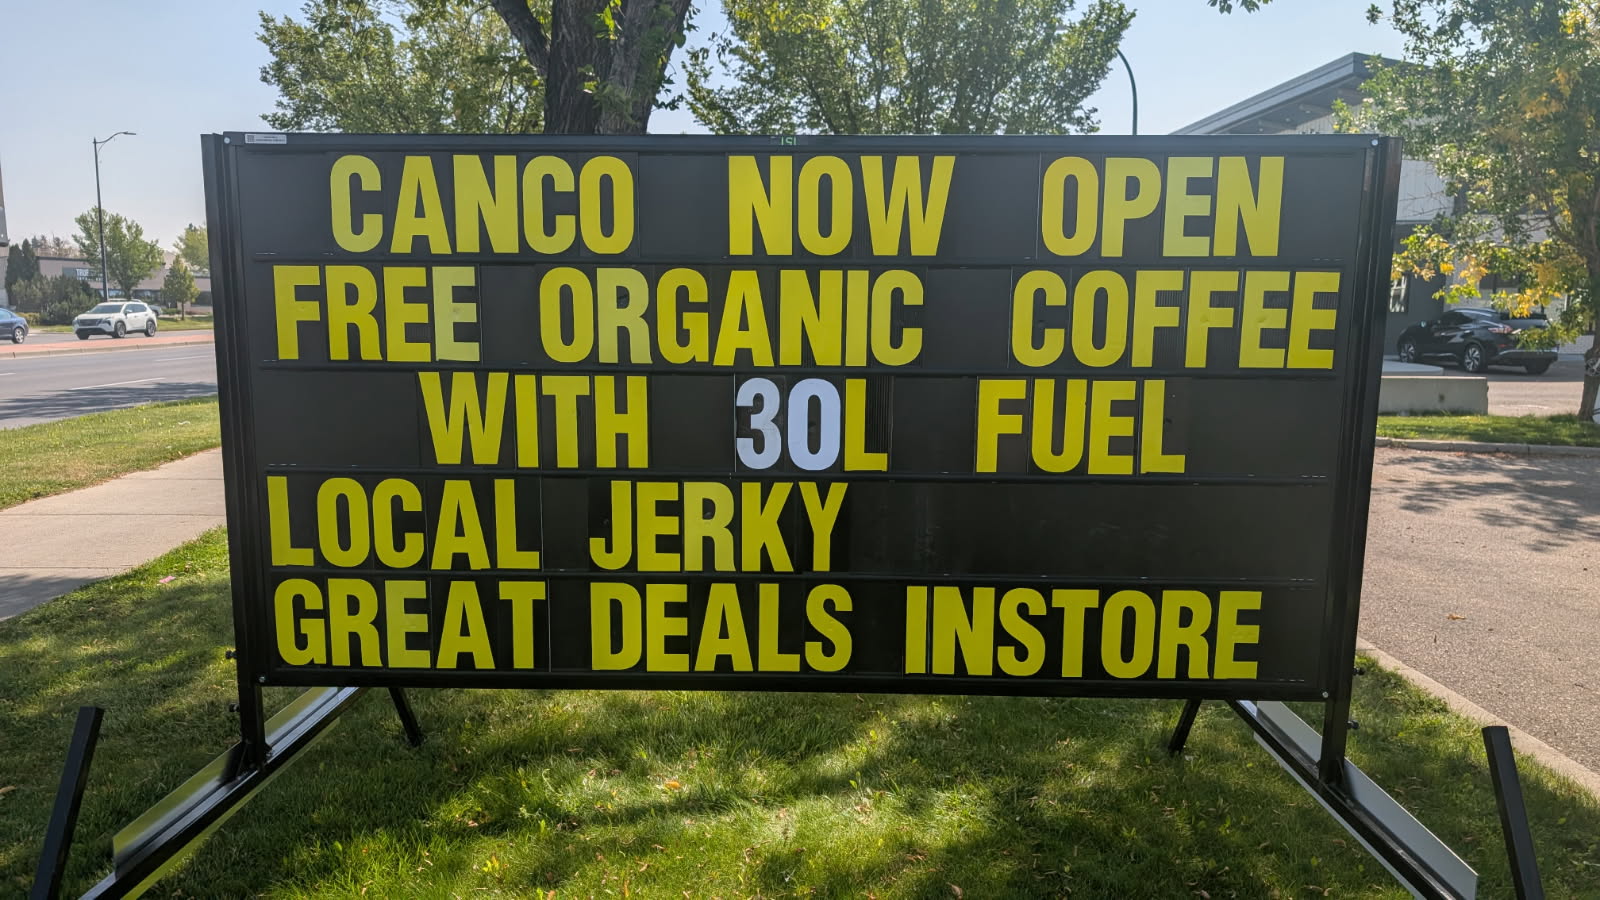 CANCO NOW OPEN
FREE ORGANIC COFFEE
WITH 30L FUEL
LOCAL JERKY
GREAT DEALS INSTORE